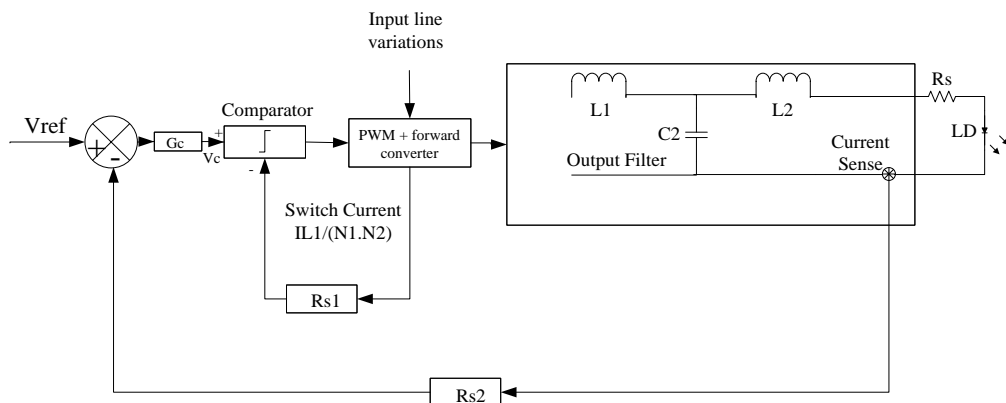 Input line
variations
Vref
+
-
Gc
+
Vc
-
Comparator
PWM + forward
converter
Switch Current
IL1/(N1.N2)
Rs1
L1
C2
L2
Output Filter
Current
Sense
Rs
LD
Rs2